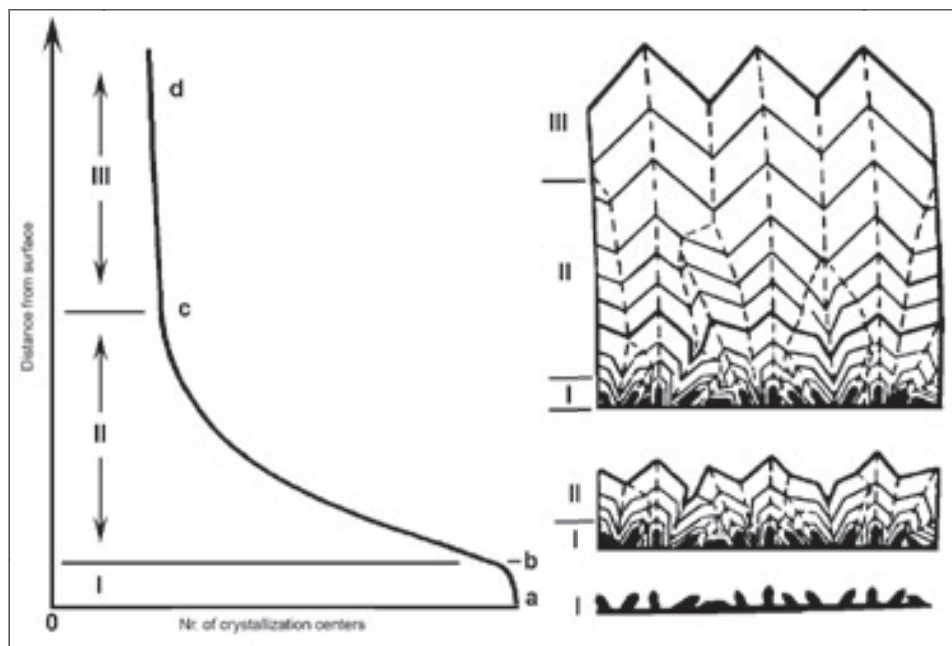 d
III
c
II
b
I
a
0
Distance from surface
Nr. of crystallization centers
III
II
I
II
I
I